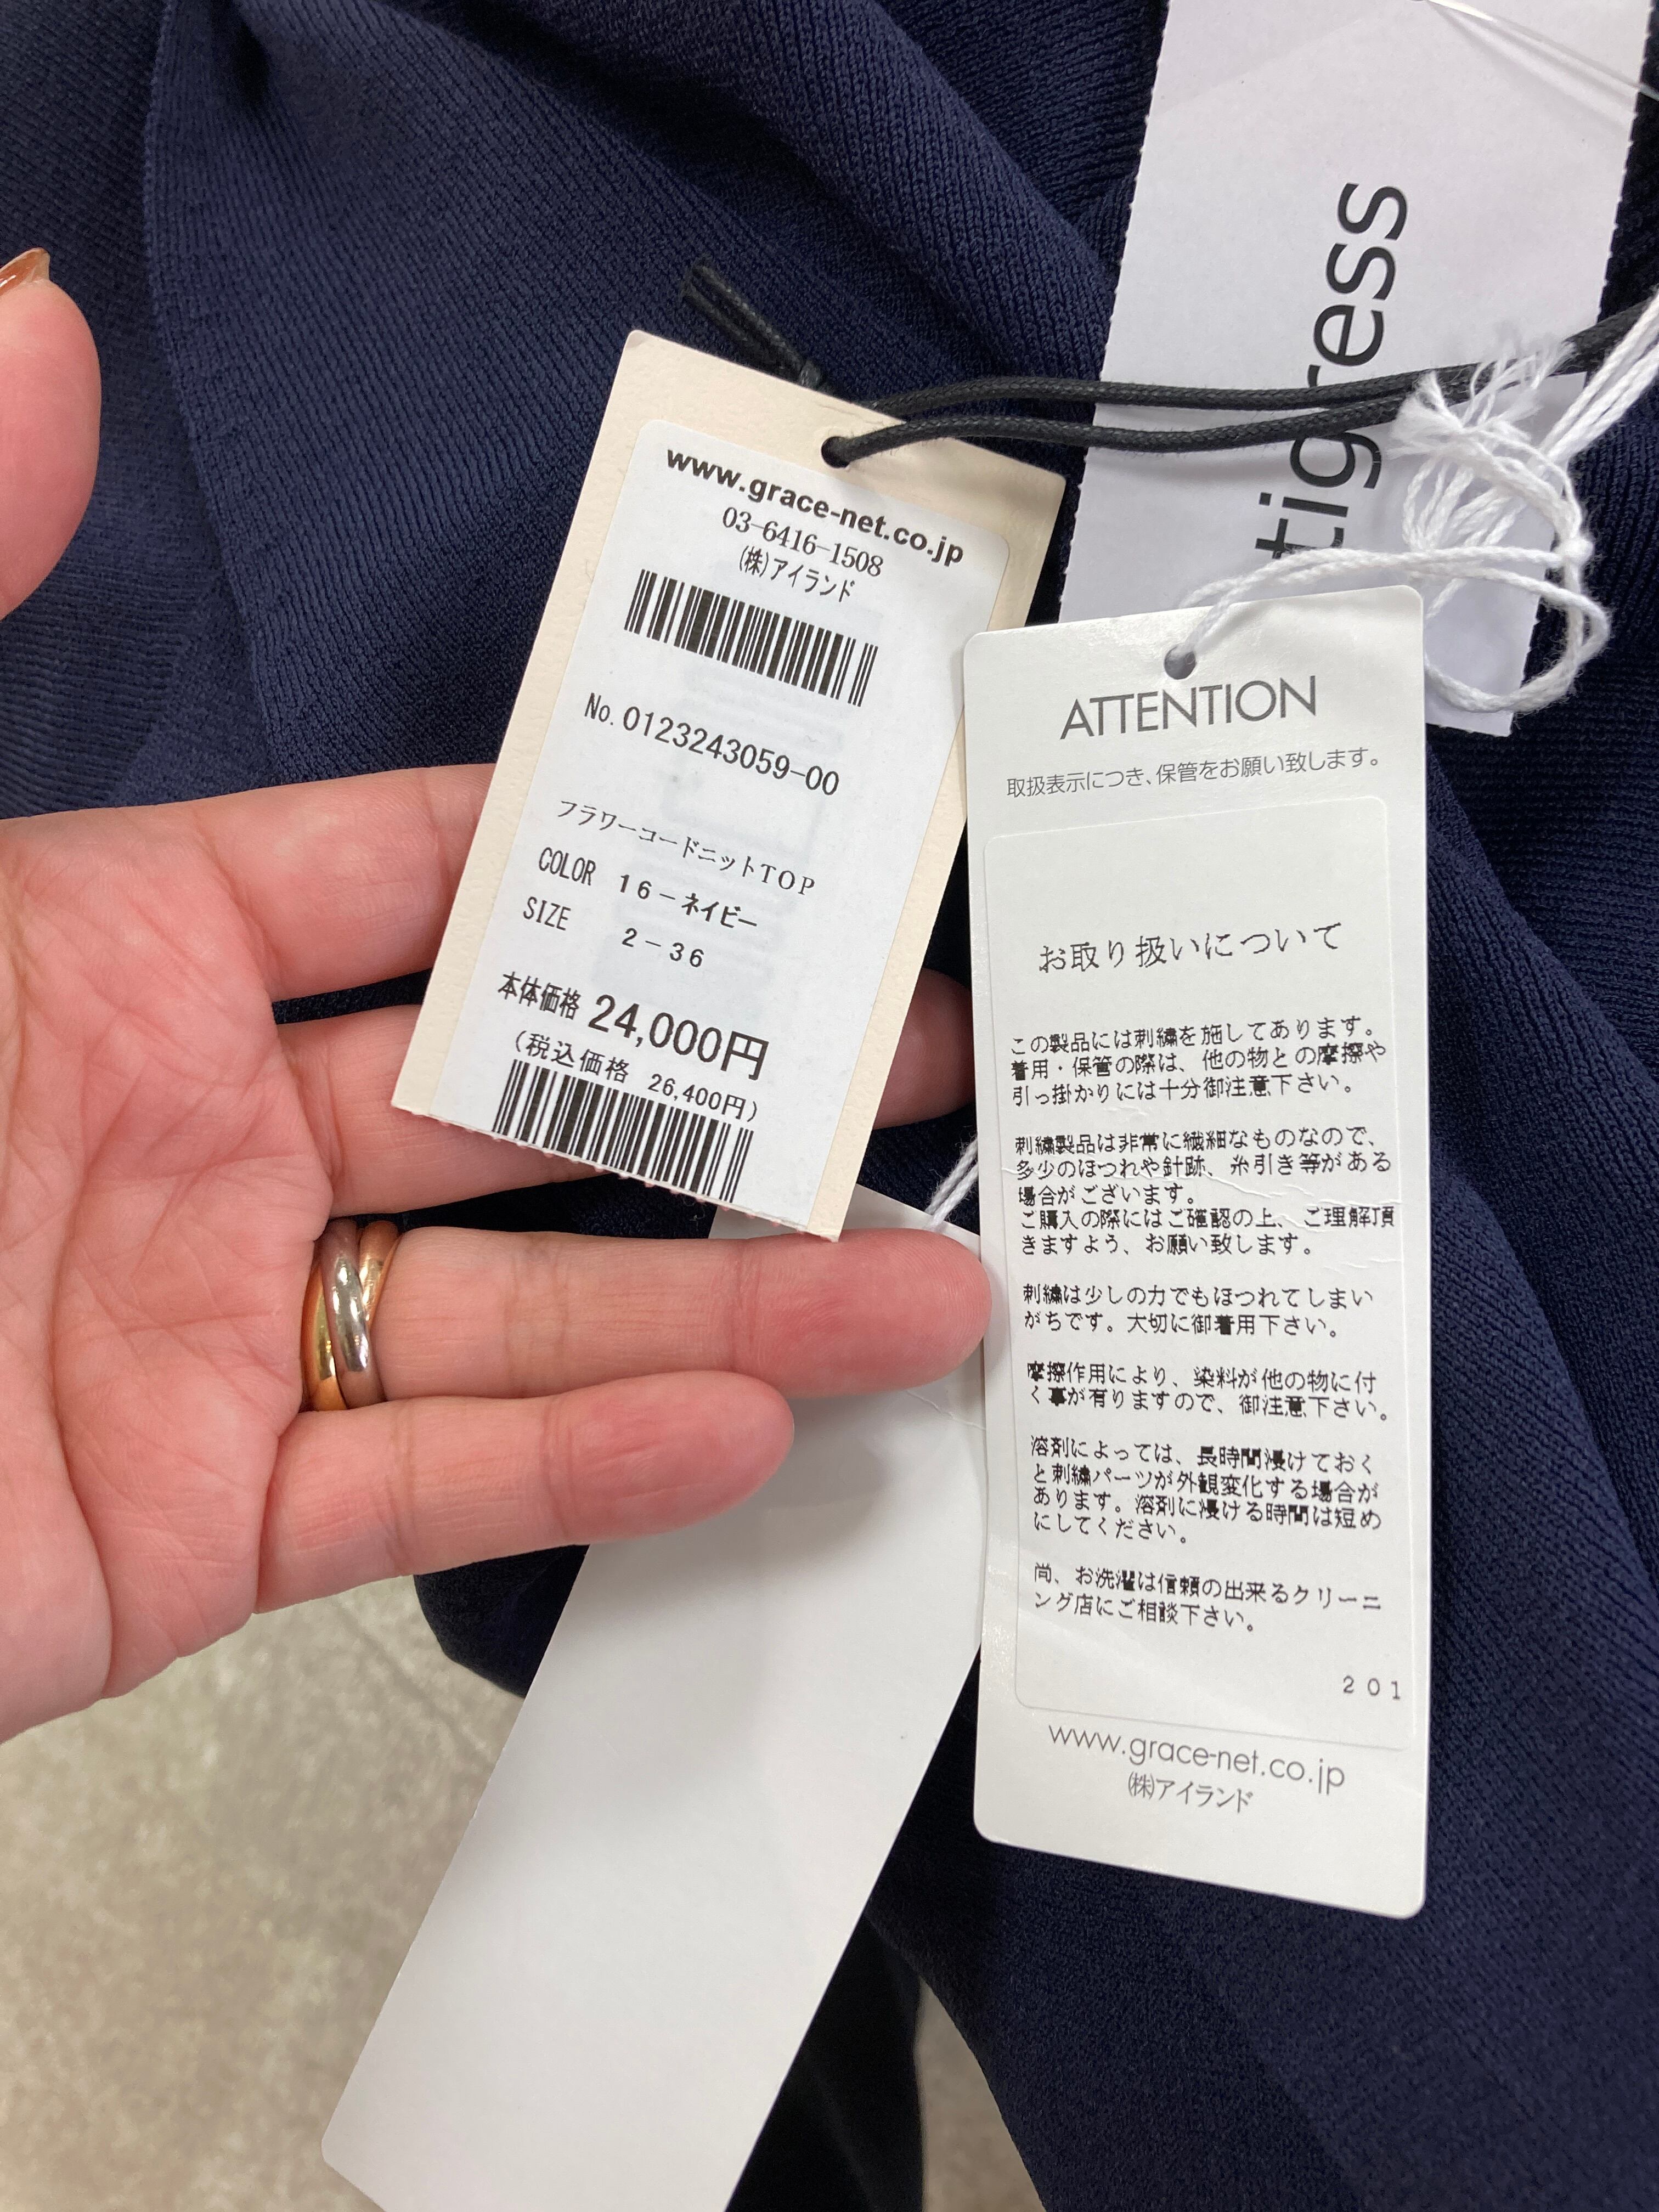 tigress
www.grace-net.co.jp
03-6416-1508
(株)アイランド
No. 0123243059-00
フラワーコードニットTOP
COLOR 16-ネイビー
SIZE 2-36
本体価格 24,000円
(税込価格 26,400円)
ATTENTION
取扱表示につき、保管をお願い致します。
お取り扱いについて
この製品には刺繍を施してあります。
着用・保管の際は、他の物との摩擦や
引っ掛かりには十分御注意下さい。
刺繍製品は非常に繊細なものなので、
多少のほつれや針跡、糸引き等がある
場合がございます。
ご購入の際にはご確認の上、ご理解頂
きますよう、お願い致します。
刺繍は少しの力でもほつれてしまい
がちです。大切に御着用下さい。
摩擦作用により、染料が他の物に付
く事が有りますので、御注意下さい。
溶剤によっては、長時間浸けておく
と刺繍パーツが外観変化する場合が
あります。溶剤に浸ける時間は短め
にしてください。
尚、お洗濯は信頼の出来るクリーニ
ング店にご相談下さい。
201
www.grace-net.co.jp
(株)アイランド